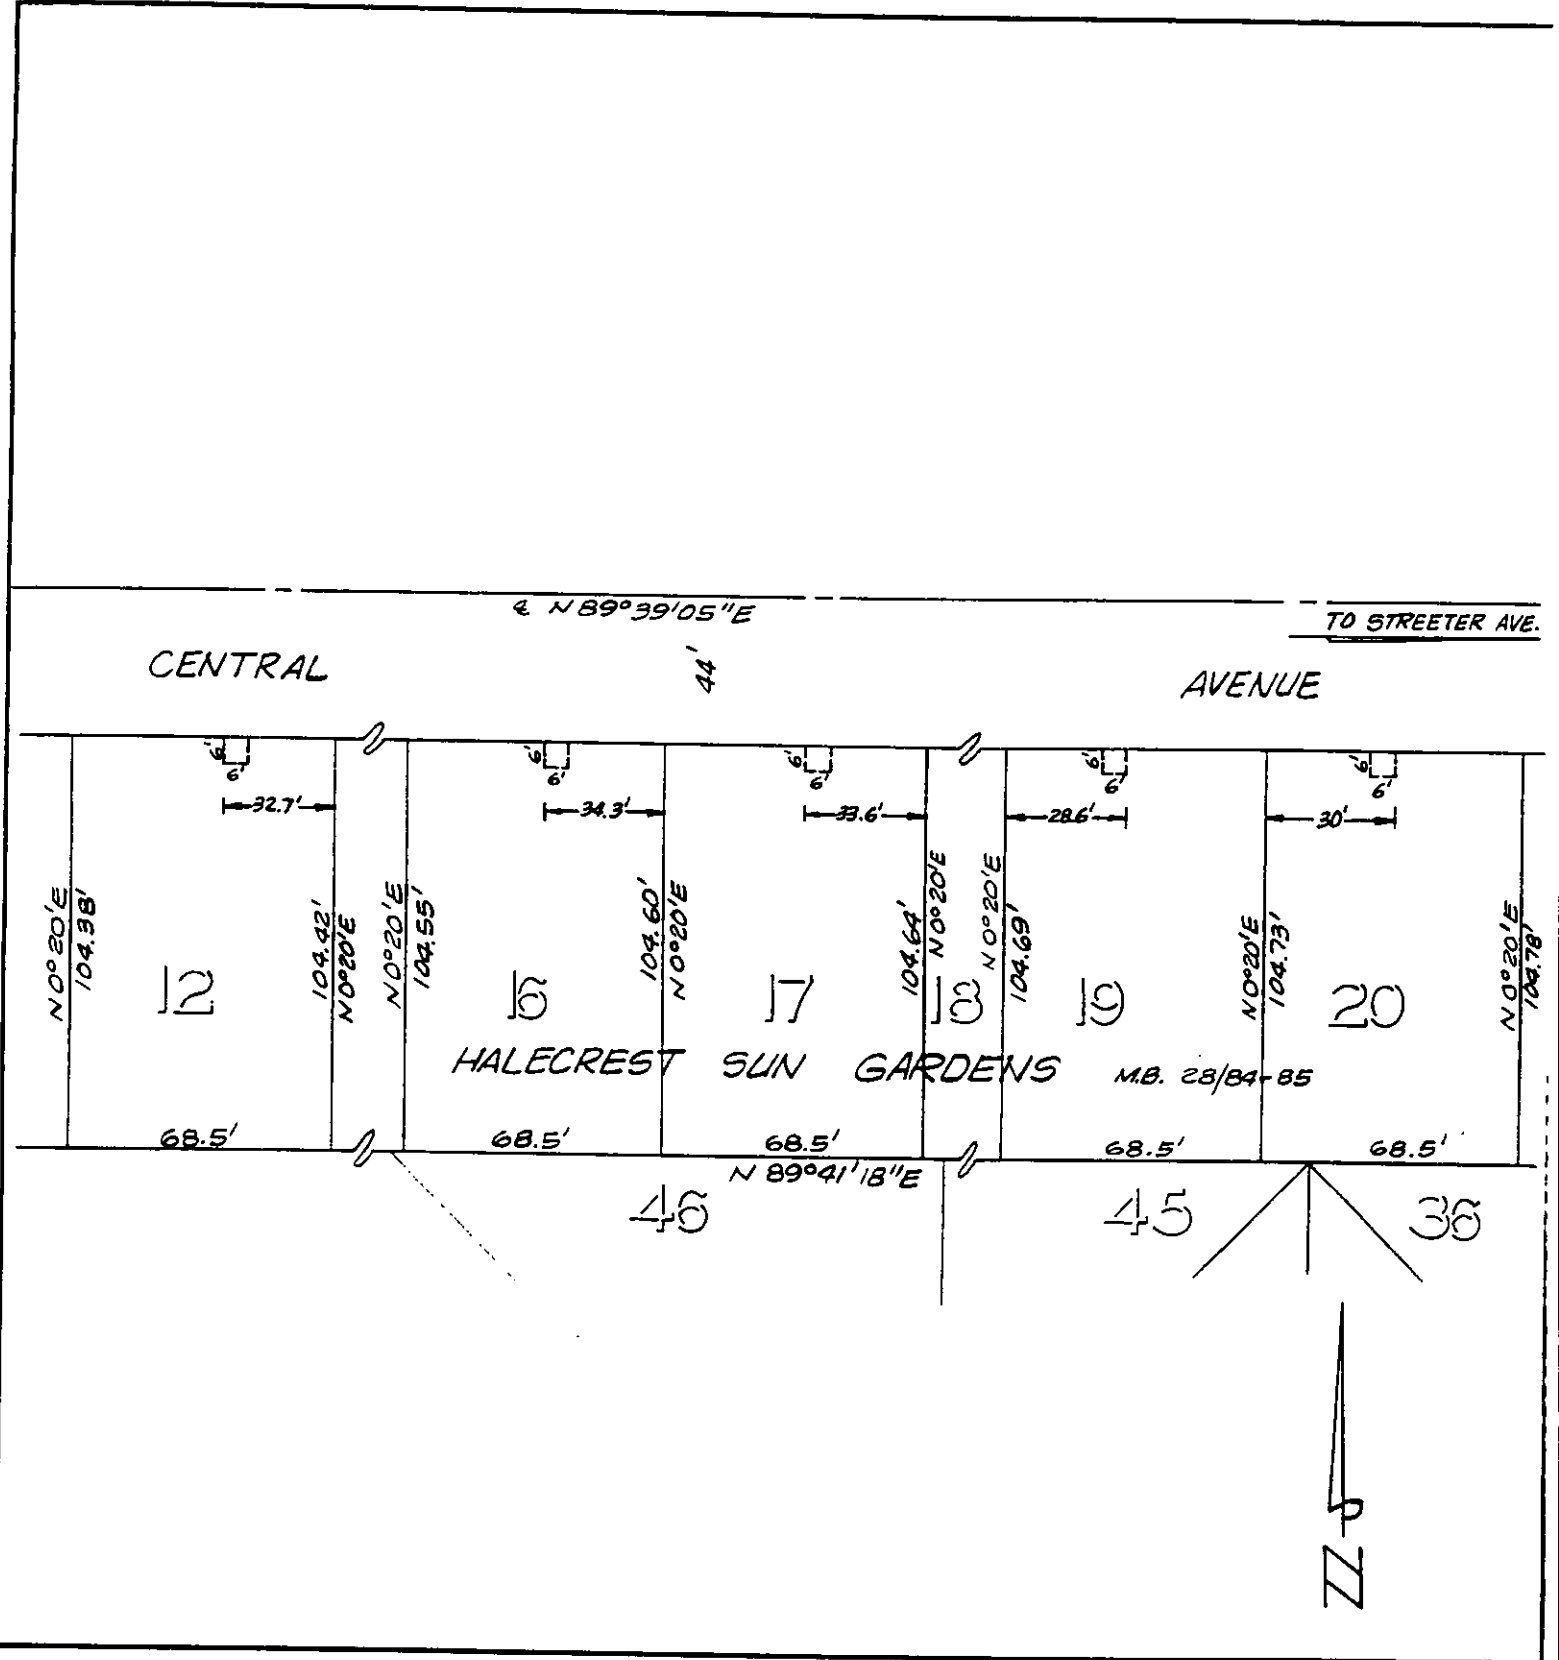 ℄ N 89°39'05"E
TO STREETER AVE.
CENTRAL
44'
AVENUE
6'
6'
6'
6'
6'
6'
6'
6'
6'
6'
32.7'
34.3'
33.6'
28.6'
30'
N 0°20'E
104.38'
104.42'
N 0°20'E
N 0°20'E
104.55'
104.60'
N 0°20'E
104.64'
N 0°20'E
N 0°20'E
104.69'
N 0°20'E
104.73'
N 0°20'E
104.78'
12
16
17
18
19
20
HALECREST SUN GARDENS M.B. 28/84-85
68.5'
68.5'
68.5'
68.5'
68.5'
N 89°41'18"E
46
45
36
N